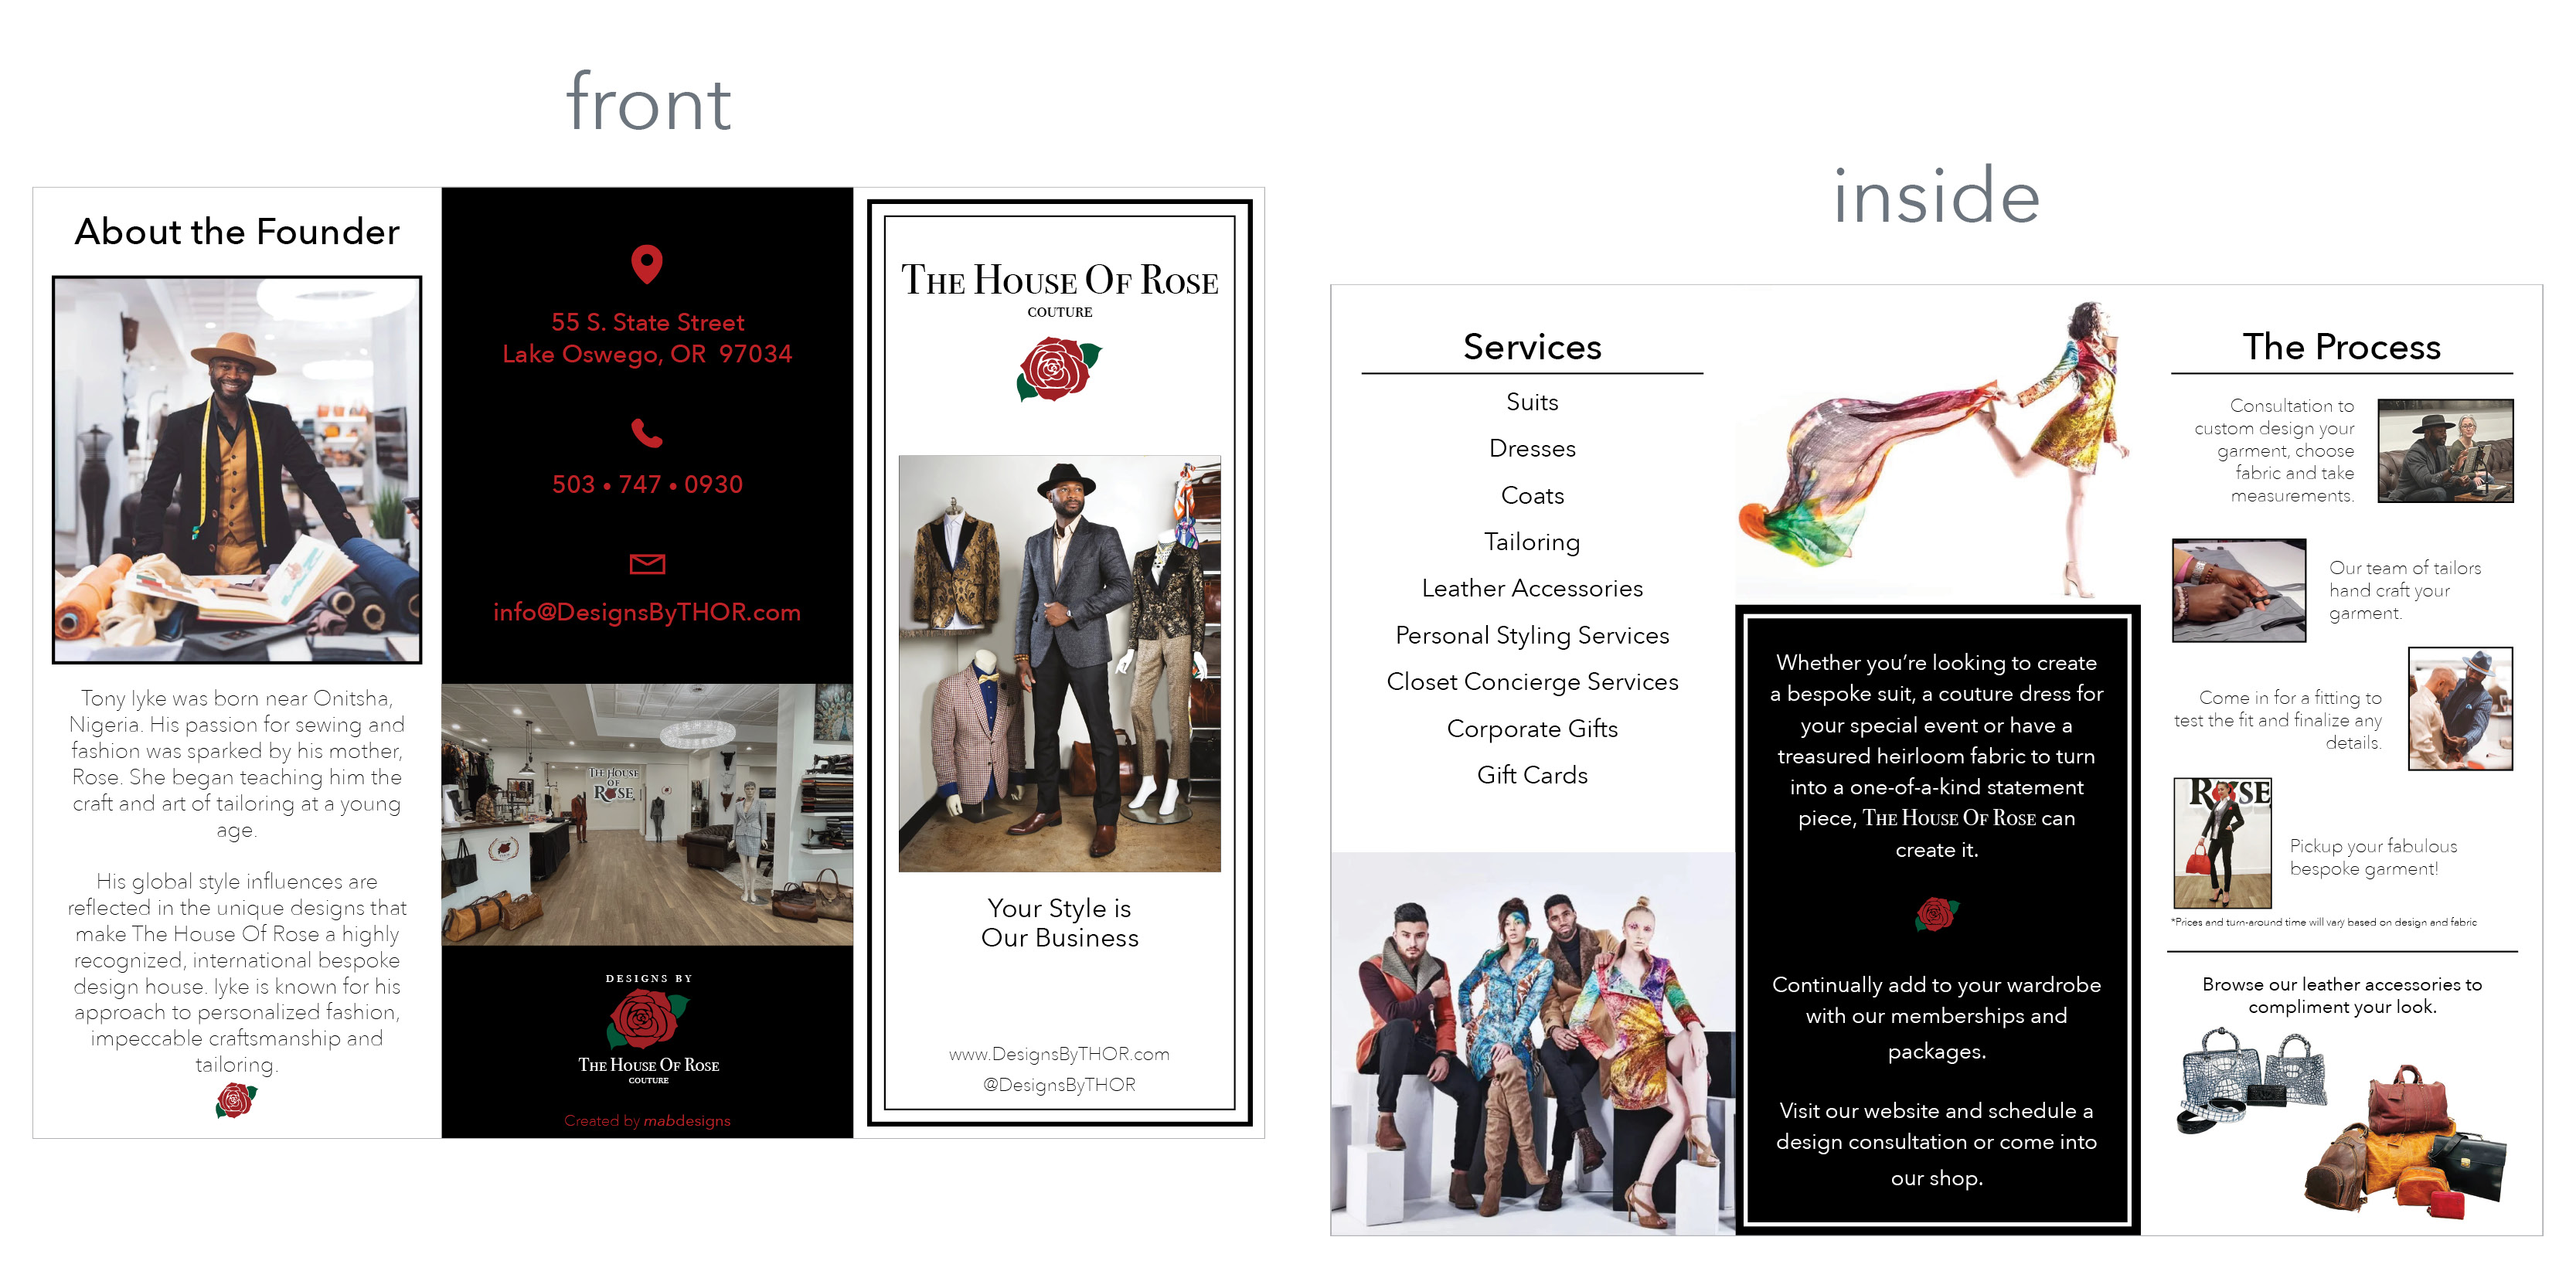 front
About the Founder
Tony Iyke was born near Onitsha,
Nigeria. His passion for sewing and
fashion was sparked by his mother,
Rose. She began teaching him the
craft and art of tailoring at a young
age.
His global style influences are
reflected in the unique designs that
make The House Of Rose a highly
recognized, international bespoke
design house. Iyke is known for his
approach to personalized fashion,
impeccable craftsmanship and
tailoring.
55 S. State Street
Lake Oswego, OR 97034
503 • 747 • 0930
info@DesignsByTHOR.com
THE HOUSE
OF
ROSE
DESIGNS BY
THE HOUSE OF ROSE
COUTURE
Created by mabdesigns
THE HOUSE OF ROSE
COUTURE
Your Style is
Our Business
www.DesignsByTHOR.com
@DesignsByTHOR
inside
Services
Suits
Dresses
Coats
Tailoring
Leather Accessories
Personal Styling Services
Closet Concierge Services
Corporate Gifts
Gift Cards
Whether you’re looking to create
a bespoke suit, a couture dress for
your special event or have a
treasured heirloom fabric to turn
into a one-of-a-kind statement
piece, THE HOUSE OF ROSE can
create it.
Continually add to your wardrobe
with our memberships and
packages.
Visit our website and schedule a
design consultation or come into
our shop.
The Process
Consultation to
custom design your
garment, choose
fabric and take
measurements.
Our team of tailors
hand craft your
garment.
Come in for a fitting to
test the fit and finalize any
details.
ROSE
Pickup your fabulous
bespoke garment!
*Prices and turn-around time will vary based on design and fabric
Browse our leather accessories to
compliment your look.